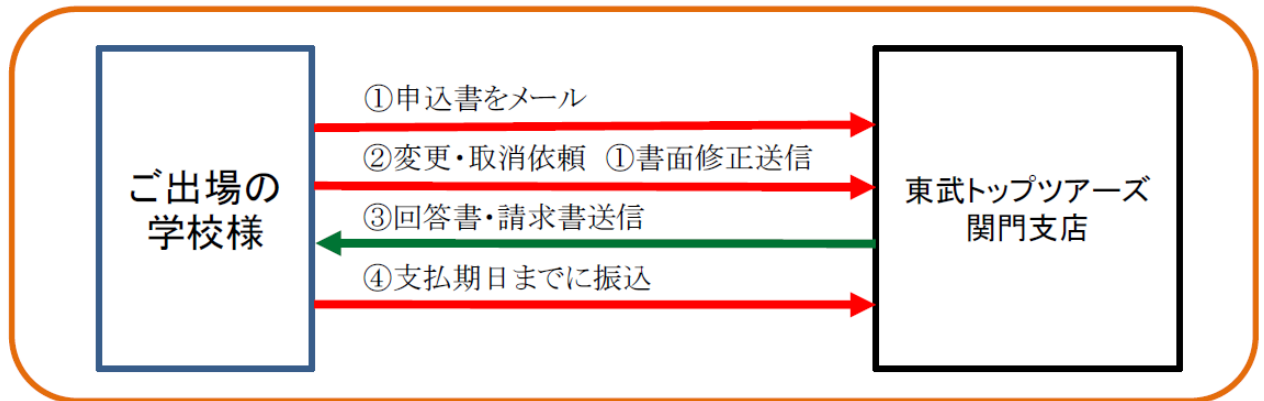 ご出場の
学校様
①申込書をメール
②変更・取消依頼　①書面修正送信
③回答書・請求書送信
④支払期日までに振込
東武トップツアーズ
関門支店